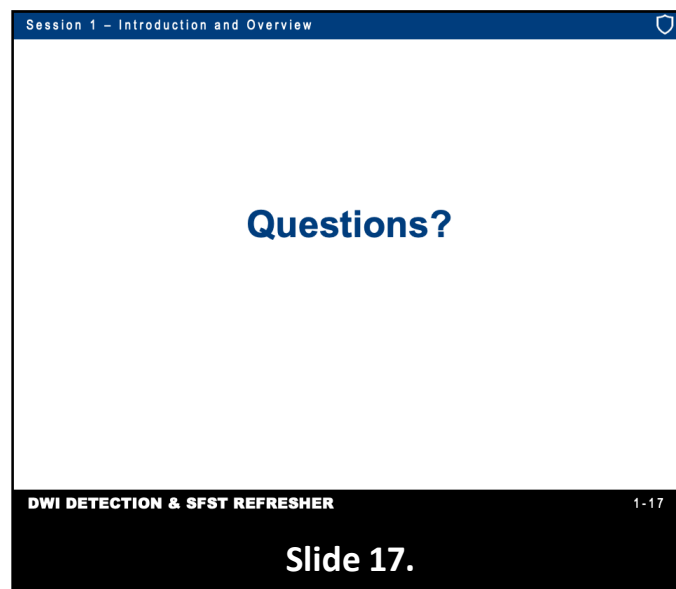 Session 1 – Introduction and Overview
Questions?
DWI DETECTION & SFST REFRESHER 1-17
Slide 17.